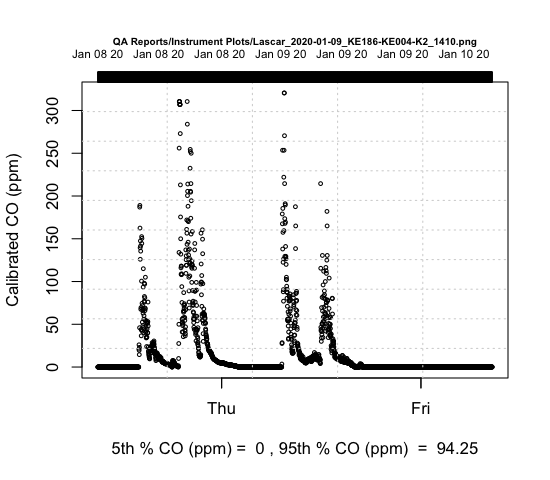 QA Reports/Instrument Plots/Lascar_2020-01-09_KE186-KE004-K2_1410.png
Jan 08 20 Jan 08 20 Jan 08 20 Jan 09 20 Jan 09 20 Jan 09 20 Jan 10 20
300
250
200
150
100
50
0
Calibrated CO (ppm)
Thu Fri
5th % CO (ppm) = 0 , 95th % CO (ppm) = 94.25